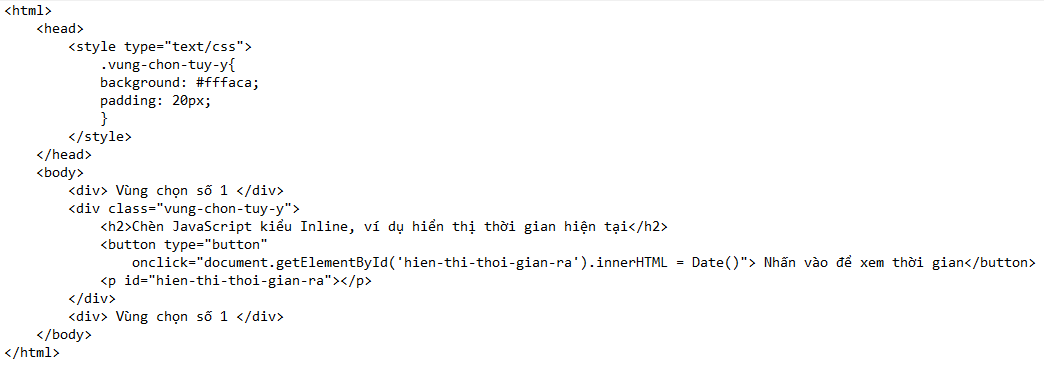 <html>
<head>
<style type="text/css">
.vung-chon-tuy-y{
background: #fffaca;
padding: 20px;
}
</style>
</head>
<body>
<div> Vùng chọn số 1 </div>
<div class="vung-chon-tuy-y">
<h2>Chèn JavaScript kiểu Inline, ví dụ hiển thị thời gian hiện tại</h2>
<button type="button"
onclick="document.getElementById('hien-thi-thoi-gian-ra').innerHTML = Date()"> Nhấn vào để xem thời gian</button>
<p id="hien-thi-thoi-gian-ra"></p>
</div>
<div> Vùng chọn số 1 </div>
</body>
</html>